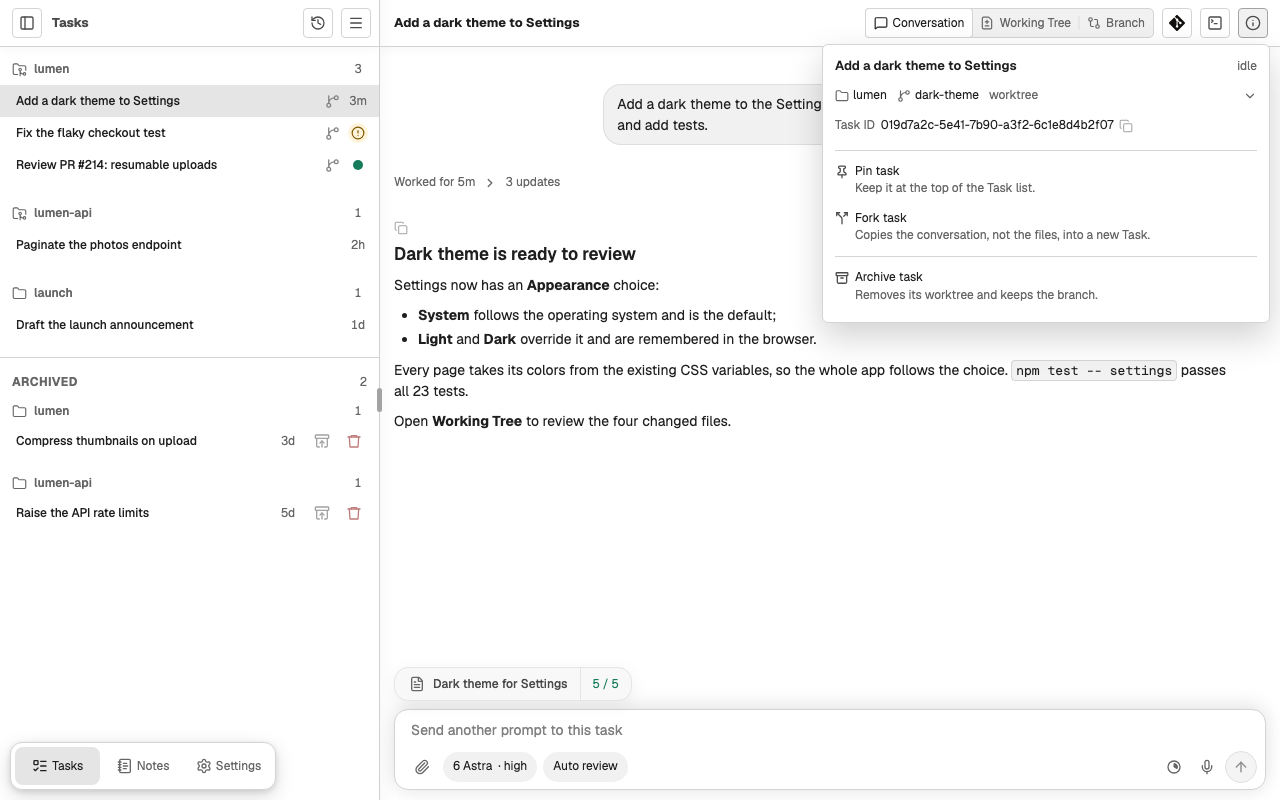 Tasks
lumen 3
Add a dark theme to Settings 3m
Fix the flaky checkout test
Review PR #214: resumable uploads
lumen-api 1
Paginate the photos endpoint 2h
launch 1
Draft the launch announcement 1d
ARCHIVED 2
lumen 1
Compress thumbnails on upload 3d
lumen-api 1
Raise the API rate limits 5d
Tasks Notes Settings
Add a dark theme to Settings Conversation Working Tree Branch
Add a dark theme to the Setting
and add tests.
Worked for 5m 3 updates
Dark theme is ready to review
Settings now has an Appearance choice:
• System follows the operating system and is the default;
• Light and Dark override it and are remembered in the browser.
Every page takes its colors from the existing CSS variables, so the whole app follows the choice. npm test -- settings passes
all 23 tests.
Open Working Tree to review the four changed files.
Add a dark theme to Settings idle
lumen dark-theme worktree
Task ID 019d7a2c-5e41-7b90-a3f2-6c1e8d4b2f07
Pin task
Keep it at the top of the Task list.
Fork task
Copies the conversation, not the files, into a new Task.
Archive task
Removes its worktree and keeps the branch.
Dark theme for Settings 5 / 5
Send another prompt to this task
6 Astra · high Auto review